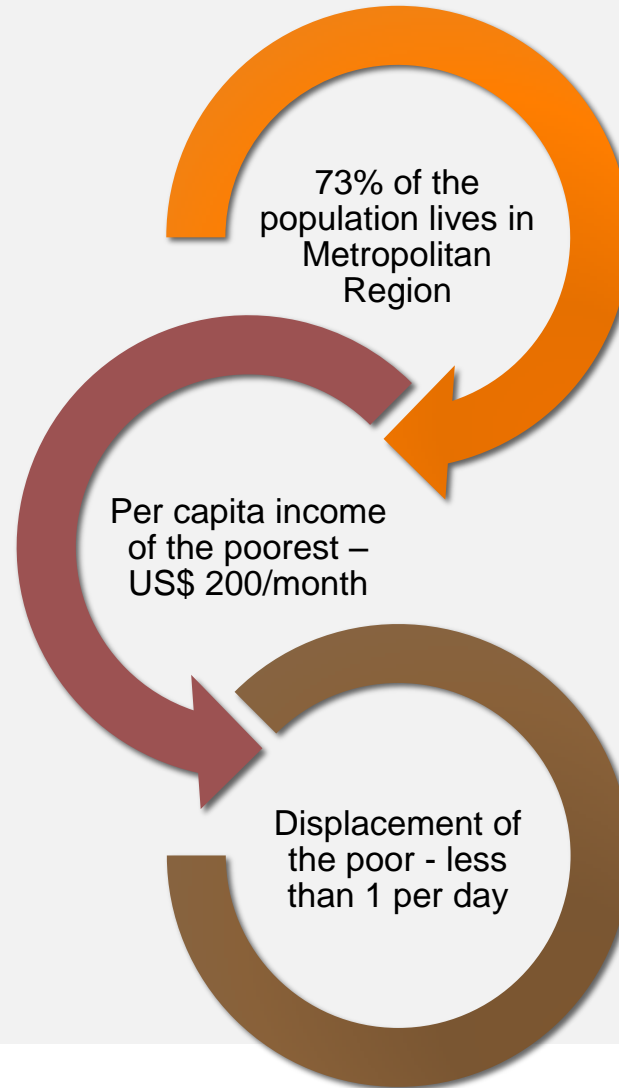 73% of the
population lives in
Metropolitan
Region
Per capita income
of the poorest –
US$ 200/month
Displacement of
the poor - less
than 1 per day